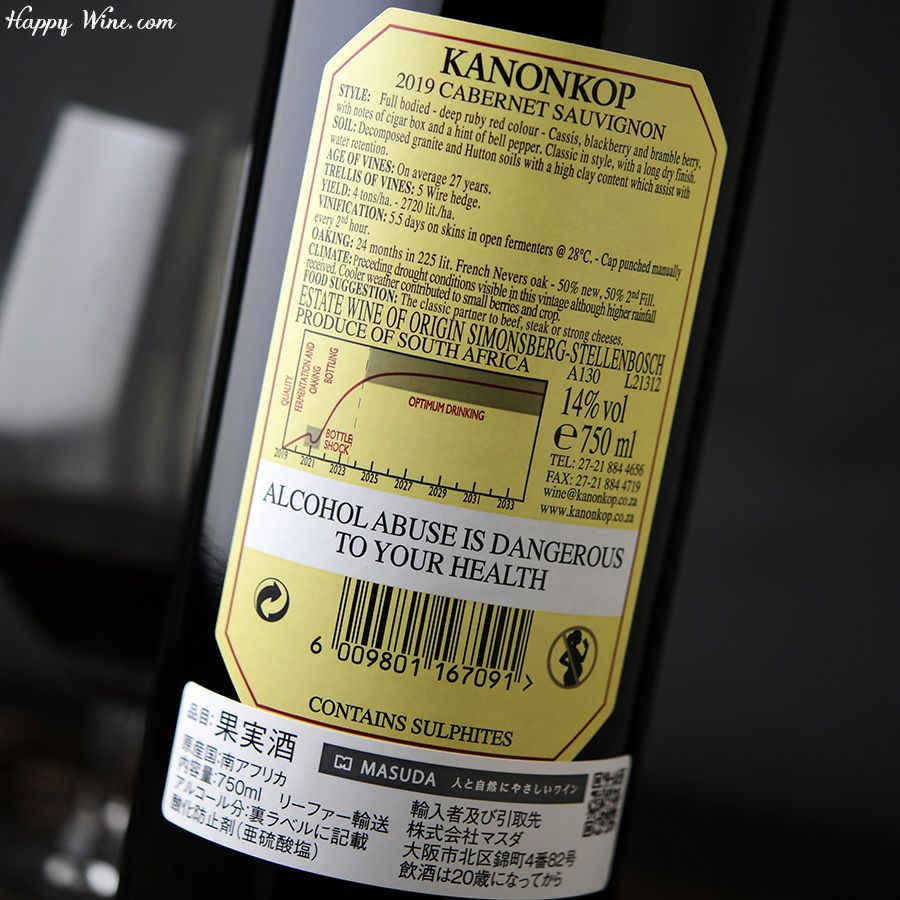 Happy Wine.com
KANONKOP
2019 CABERNET SAUVIGNON
STYLE: Full bodied - deep ruby red colour - Cassis, blackberry and bramble berry,
with notes of cigar box and a hint of bell pepper. Classic in style, with a long dry finish.
SOIL: Decomposed granite and Hutton soils with a high clay content which assist with
water retention.
AGE OF VINES: On average 27 years.
TRELLIS OF VINES: 5 Wire hedge.
YIELD: 4 tons/ha. - 2720 lit./ha.
VINIFICATION: 5.5 days on skins in open fermenters @ 28°C. - Cap punched manually
every 2nd hour.
OAKING: 24 months in 225 lit. French Nevers oak - 50% new, 50% 2nd Fill.
CLIMATE: Preceding drought conditions visible in this vintage although higher rainfall
received. Cooler weather contributed to small berries and crop.
FOOD SUGGESTION: The classic partner to beef, steak or strong cheeses.
ESTATE WINE OF ORIGIN SIMONSBERG-STELLENBOSCH
PRODUCE OF SOUTH AFRICA
A130 L21312
QUALITY
FERMENTATION AND
OAKING
BOTTLING
BOTTLE
SHOCK
OPTIMUM DRINKING
2019 2021 2023 2025 2027 2029 2031 2033
14% vol
e 750 ml
TEL: 27-21 884 4656
FAX: 27-21 884 4719
wine@kanonkop.co.za
www.kanonkop.co.za
ALCOHOL ABUSE IS DANGEROUS
TO YOUR HEALTH
6 009801 167091 >
CONTAINS SULPHITES
品目:果実酒
原産国:南アフリカ
内容量:750ml リーファー輸送
アルコール分:裏ラベルに記載
酸化防止剤(亜硫酸塩)
MASUDA 人と自然にやさしいワイン
輸入者及び引取先
株式会社マスダ
大阪市北区錦町4番82号
飲酒は20歳になってから